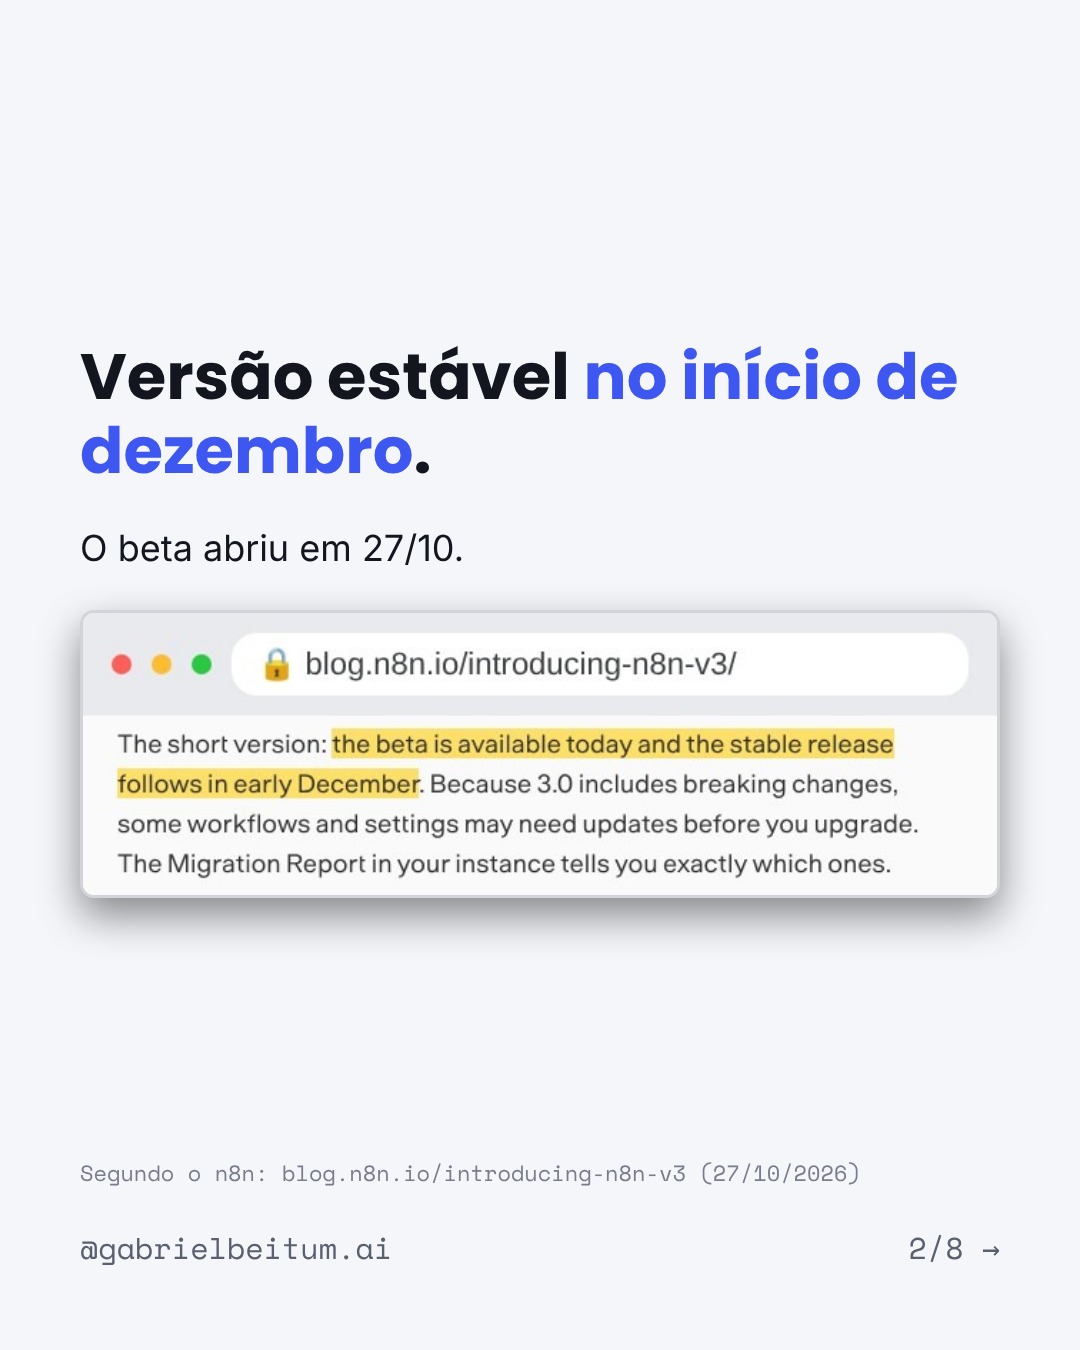 Versão estável no início de
dezembro.
O beta abriu em 27/10.
🔒 blog.n8n.io/introducing-n8n-v3/
The short version: the beta is available today and the stable release
follows in early December. Because 3.0 includes breaking changes,
some workflows and settings may need updates before you upgrade.
The Migration Report in your instance tells you exactly which ones.
Segundo o n8n: blog.n8n.io/introducing-n8n-v3 (27/10/2026)
@gabrielbeitum.ai
2/8 →